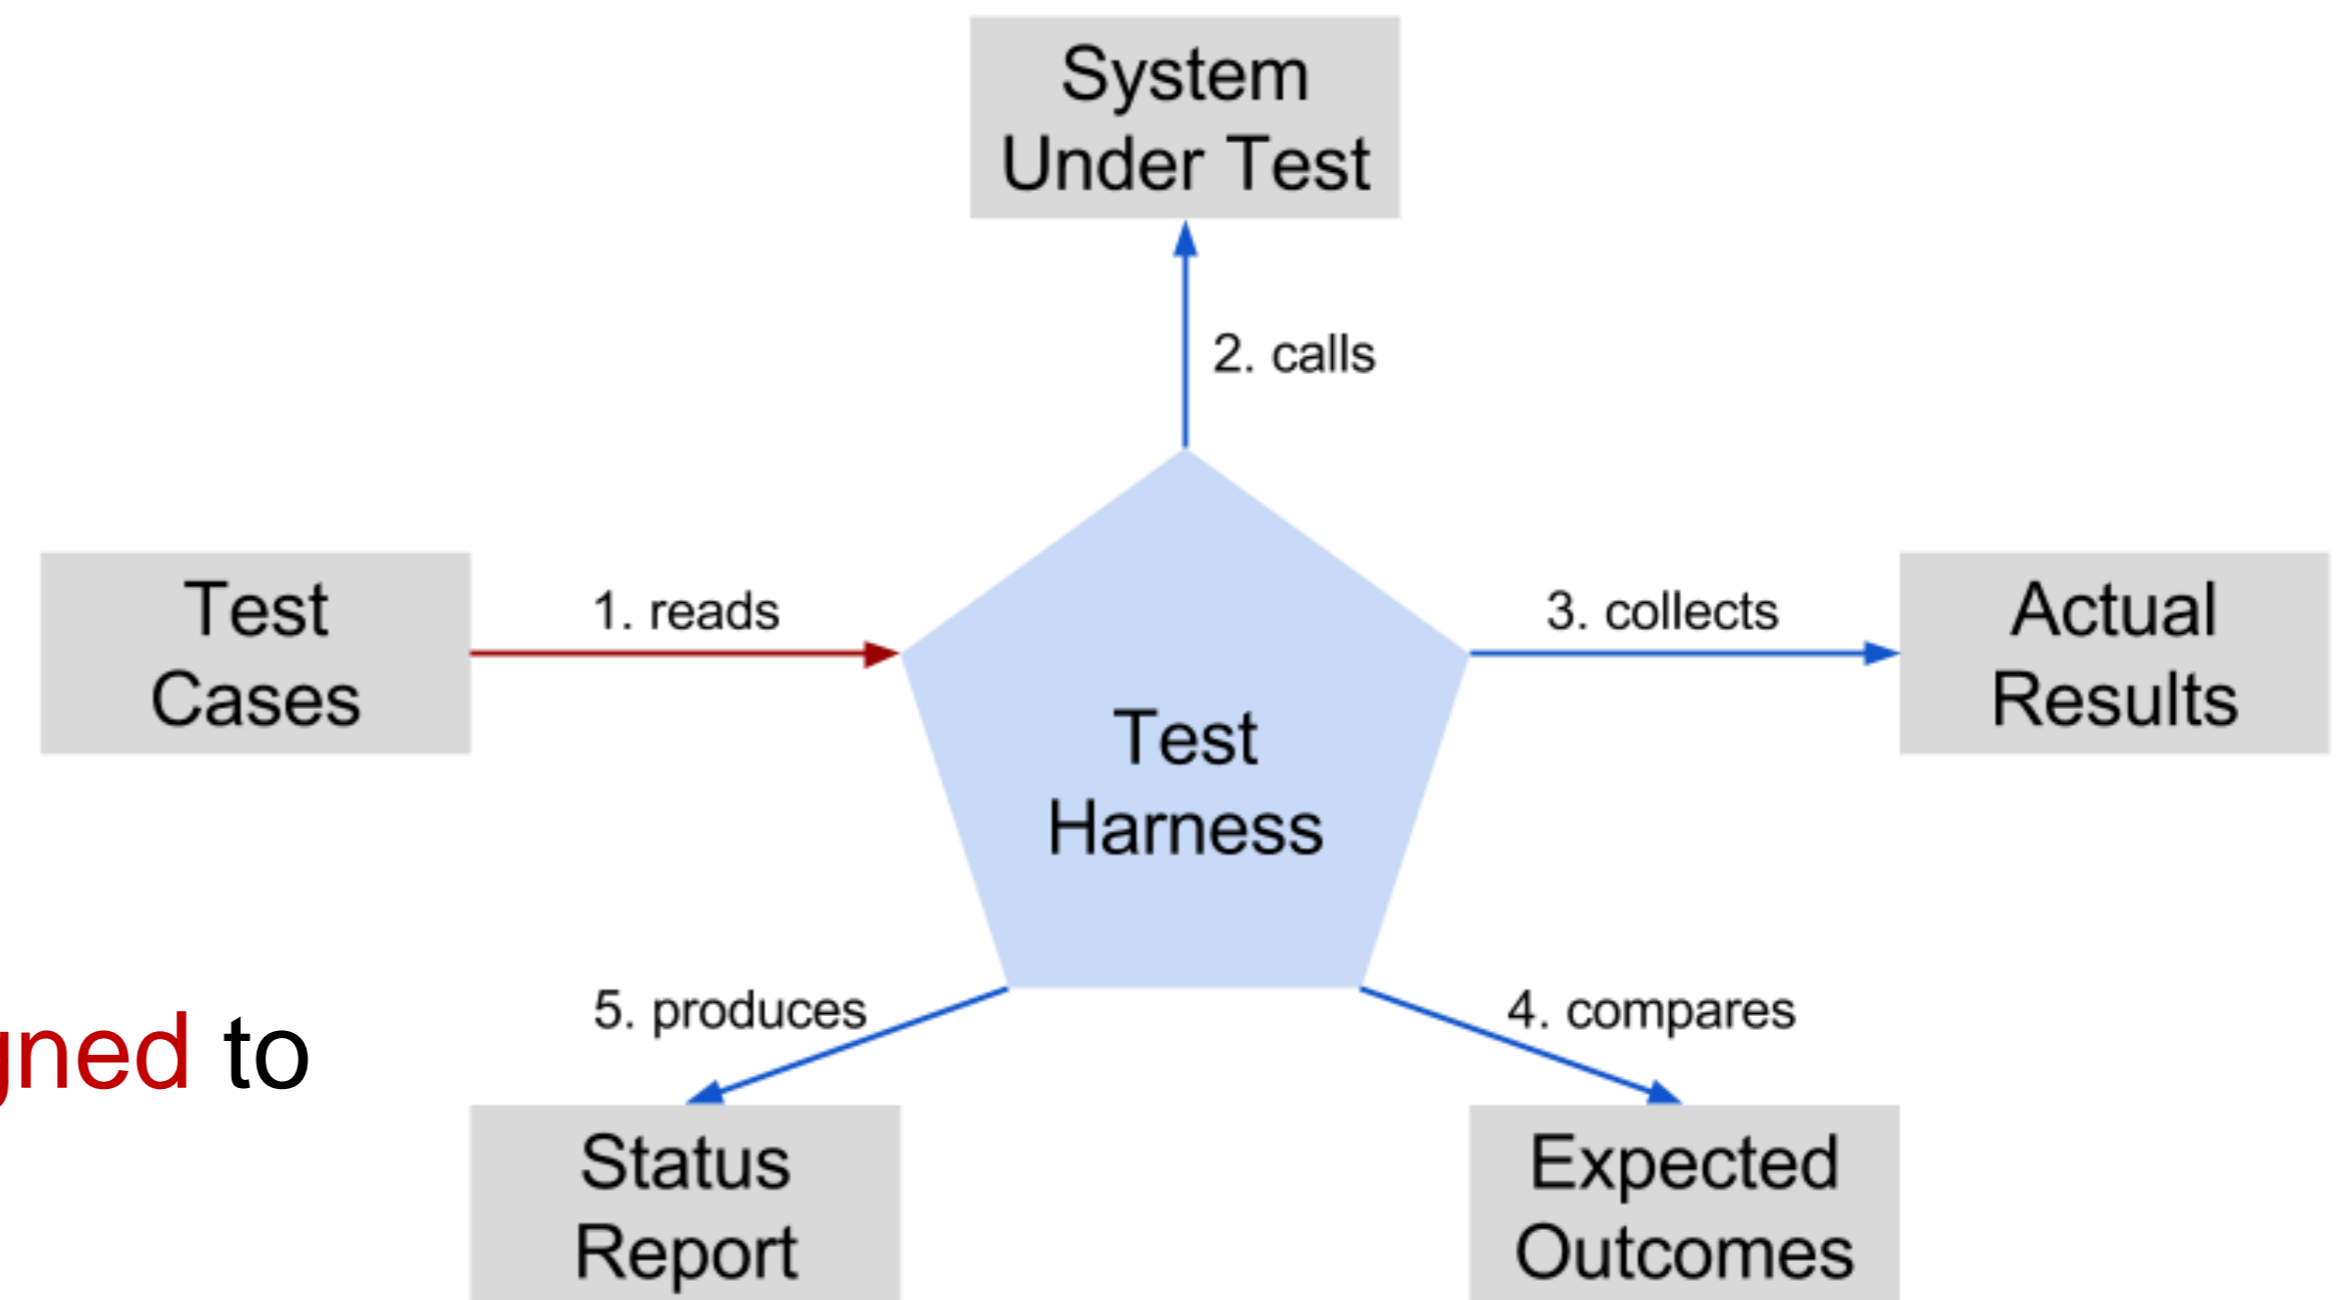 System
Under Test
2. calls
Test
Cases
1. reads
3. collects
Actual
Results
Test
Harness
5. produces
4. compares
to
Status
Report
Expected
Outcomes